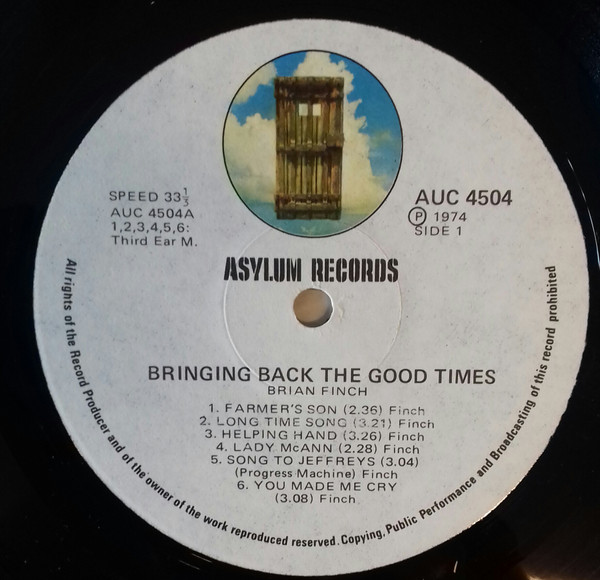 SPEED 33⅓
AUC 4504A
1,2,3,4,5,6:
Third Ear M.
AUC 4504
Ⓟ 1974
SIDE 1
ASYLUM RECORDS
BRINGING BACK THE GOOD TIMES
BRIAN FINCH
1. FARMER'S SON (2.36) Finch
2. LONG TIME SONG (3.21) Finch
3. HELPING HAND (3.26) Finch
4. LADY McANN (2.28) Finch
5. SONG TO JEFFREYS (3.04)
(Progress Machine) Finch
6. YOU MADE ME CRY
(3.08) Finch
All rights of the Record Producer and of the owner of the work reproduced reserved. Copying, Public Performance and Broadcasting of this record prohibited